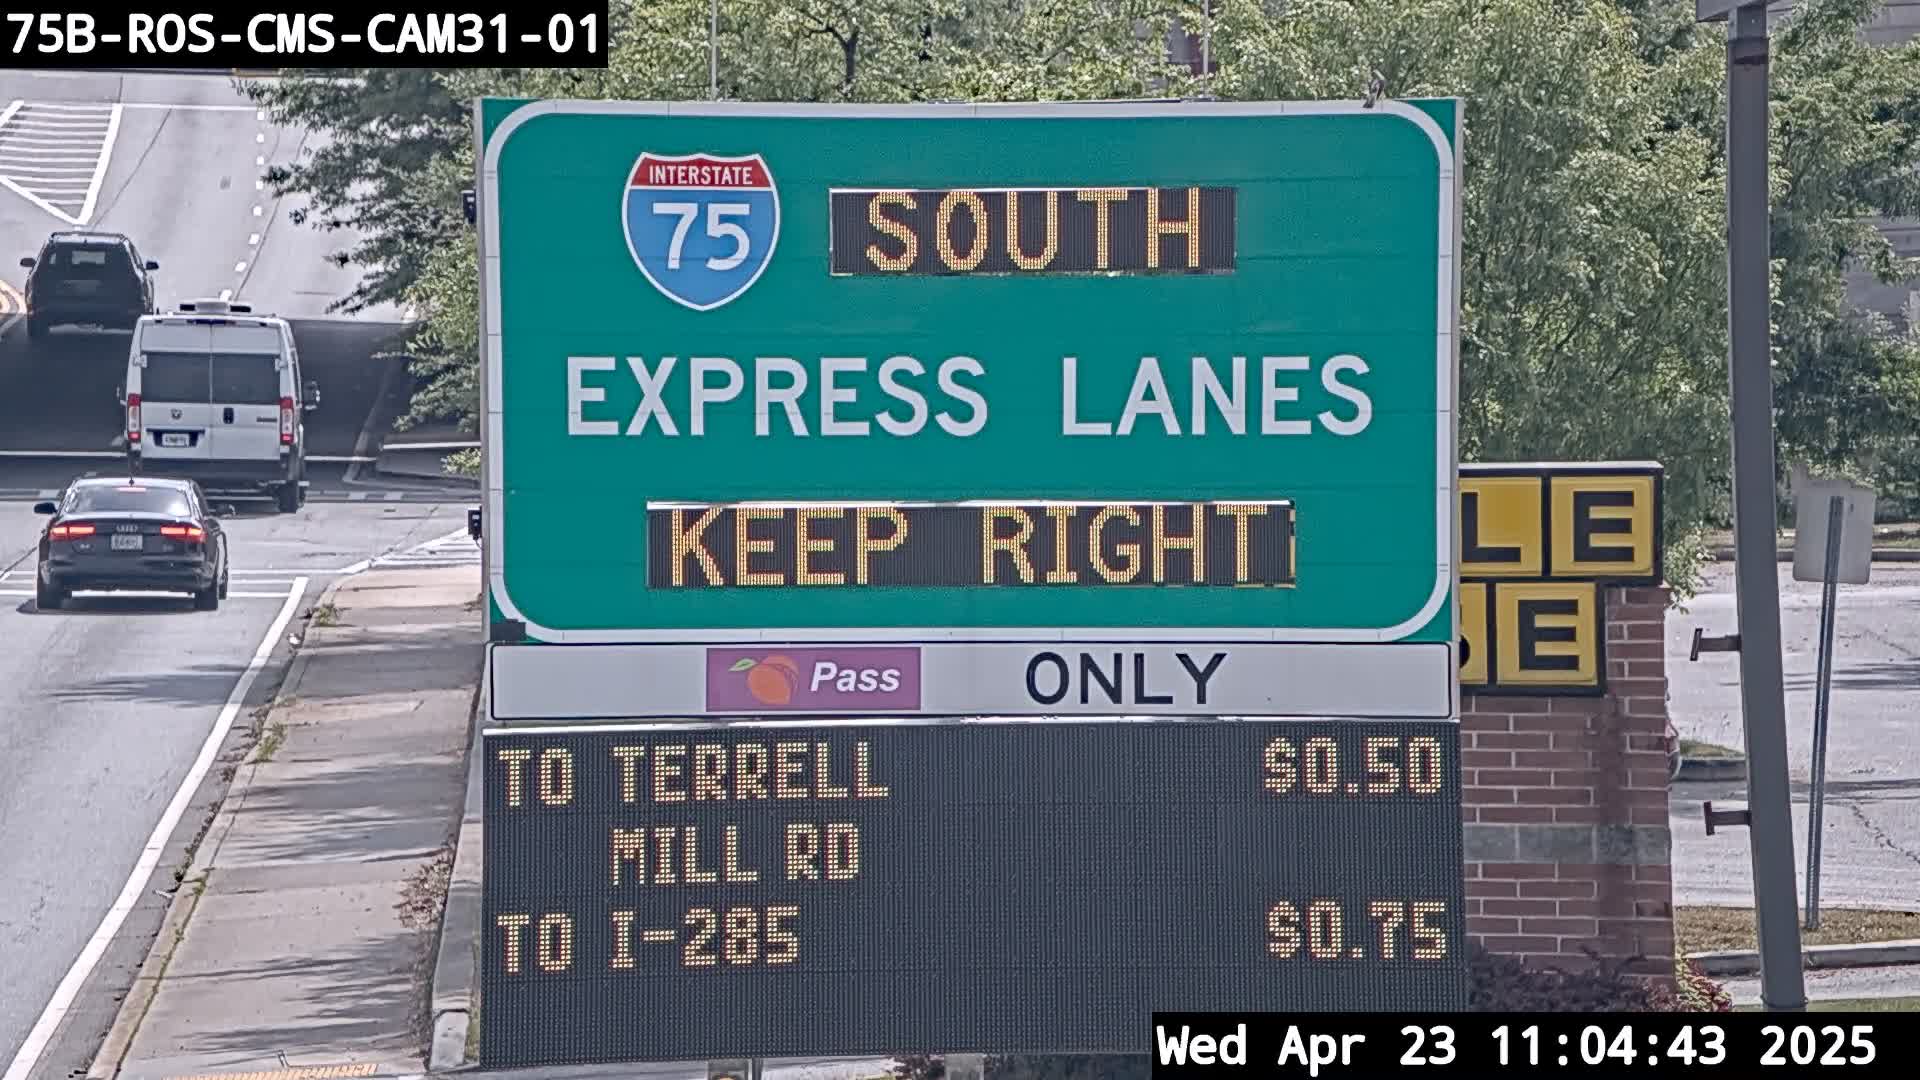 75B-ROS-CMS-CAM31-01
INTERSTATE
75
SOUTH
EXPRESS LANES
KEEP RIGHT
Pass ONLY
TO TERRELL $0.50
MILL RD
TO I-285 $0.75
LE
E
Wed Apr 23 11:04:43 2025